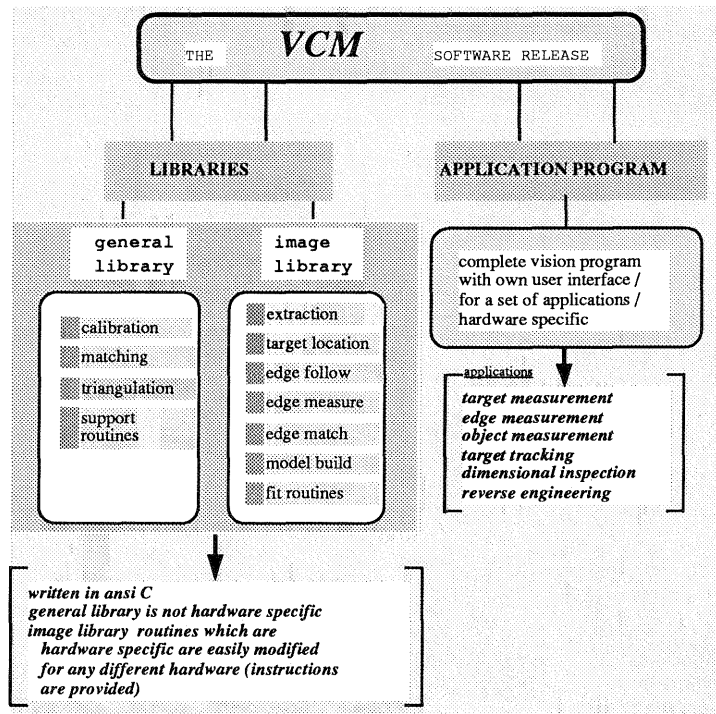 THE VCM SOFTWARE RELEASE
LIBRARIES
APPLICATION PROGRAM
general
library
image
library
calibration
matching
triangulation
support
routines
extraction
target location
edge follow
edge measure
edge match
model build
fit routines
complete vision program
with own user interface /
for a set of applications /
hardware specific
applications
target measurement
edge measurement
object measurement
target tracking
dimensional inspection
reverse engineering
written in ansi C
general library is not hardware specific
image library routines which are
hardware specific are easily modified
for any different hardware (instructions
are provided)